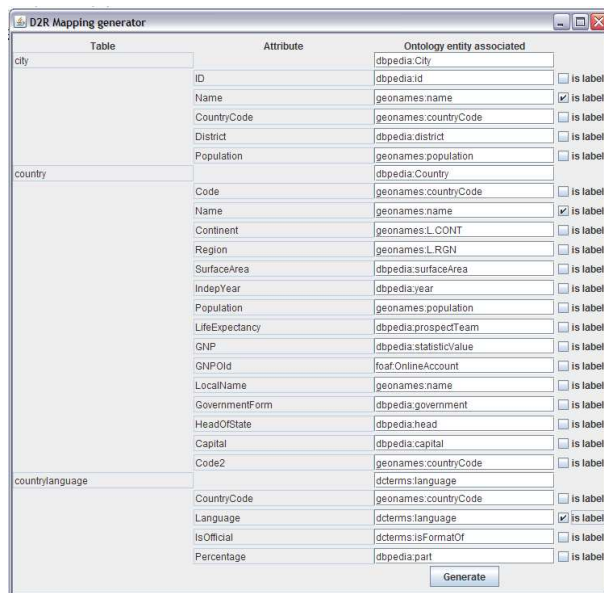 D2R Mapping generator
Table Attribute Ontology entity associated
city dbpedia:City
ID dbpedia:id is label
Name geonames:name is label
CountryCode geonames:countryCode is label
District dbpedia:district is label
Population geonames:population is label
country dbpedia:Country
Code geonames:countryCode is label
Name geonames:name is label
Continent geonames:L.CONT is label
Region geonames:L.RGN is label
SurfaceArea dbpedia:surfaceArea is label
IndepYear dbpedia:year is label
Population geonames:population is label
LifeExpectancy dbpedia:prospectTeam is label
GNP dbpedia:statisticValue is label
GNPOld foaf:OnlineAccount is label
LocalName geonames:name is label
GovernmentForm dbpedia:government is label
HeadOfState dbpedia:head is label
Capital dbpedia:capital is label
Code2 geonames:countryCode is label
countrylanguage dcterms:language
CountryCode geonames:countryCode is label
Language dcterms:language is label
IsOfficial dcterms:isFormatOf is label
Percentage dbpedia:part is label
Generate